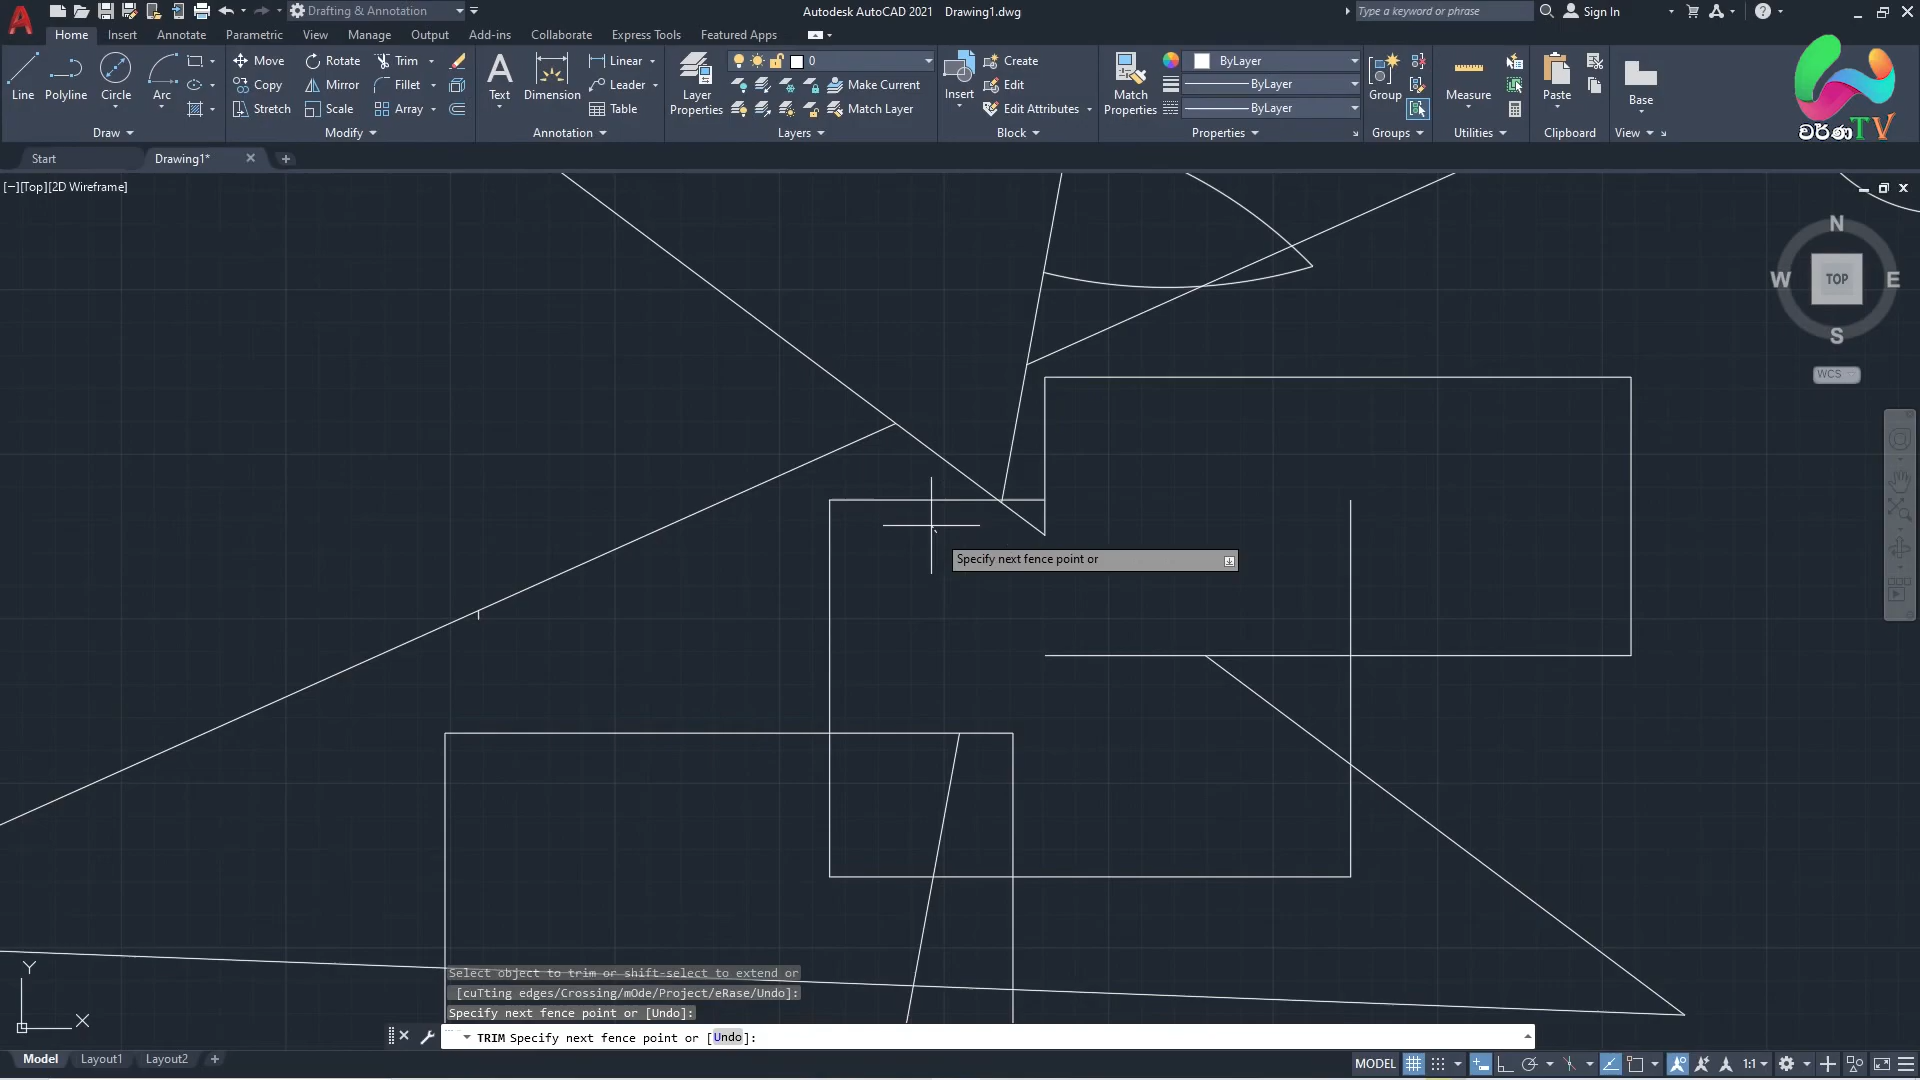 Drafting & Annotation
Autodesk AutoCAD 2021 Drawing1.dwg
Type a keyword or phrase
Sign In
Home Insert Annotate Parametric View Manage Output Add-ins Collaborate Express Tools Featured Apps
Line
Polyline
Circle
Arc
Move Rotate Trim
Copy Mirror Fillet
Stretch Scale Array
Text
Dimension
Linear
Leader
Table
Layer
Properties
0
Make Current
Match Layer
Insert
Create
Edit
Edit Attributes
Match
Properties
ByLayer
ByLayer
ByLayer
Group
Measure
Paste
Base
Draw Modify Annotation Layers Block Properties Groups Utilities Clipboard View
වර්ණ TV
Start Drawing1*
[−][Top][2D Wireframe]
N
W TOP E
S
WCS
Specify next fence point or
Select object to trim or shift-select to extend or
[cuTting edges/Crossing/mOde/Project/eRase/Undo]:
Specify next fence point or [Undo]:
TRIM Specify next fence point or [Undo]:
Y
X
Model Layout1 Layout2
MODEL 1:1